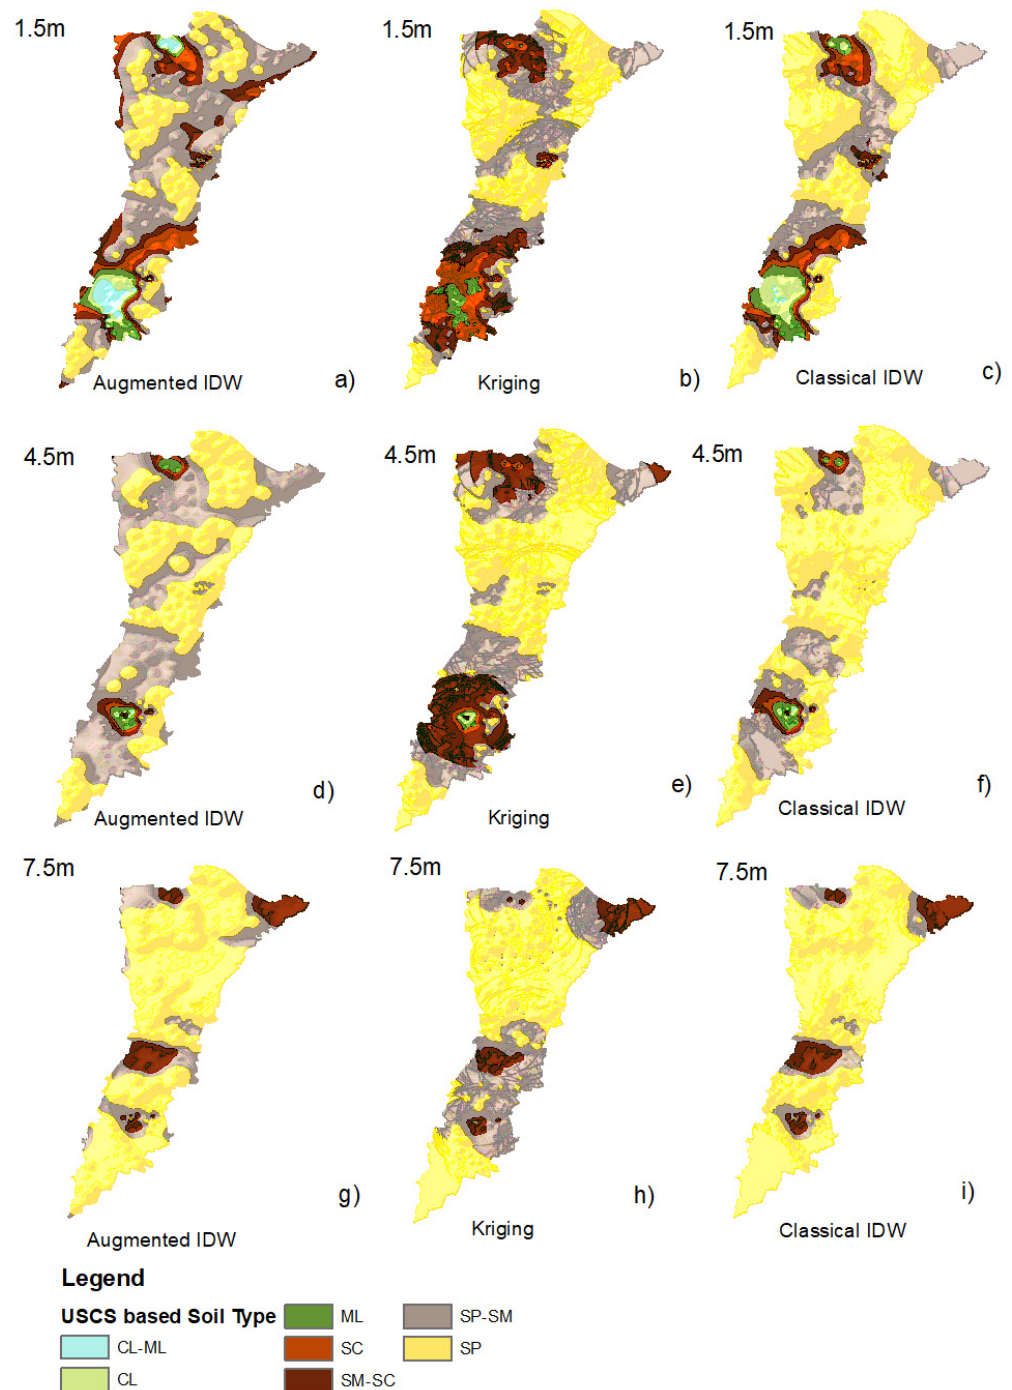 1.5m
1.5m
1.5m
Augmented IDW
a)
Kriging
b)
Classical IDW
c)
4.5m
4.5m
4.5m
Augmented IDW
d)
Kriging
e)
Classical IDW
f)
7.5m
7.5m
7.5m
Augmented IDW
g)
Kriging
h)
Classical IDW
i)
Legend
USCS based Soil Type
CL-ML
CL
ML
SC
SM-SC
SP-SM
SP